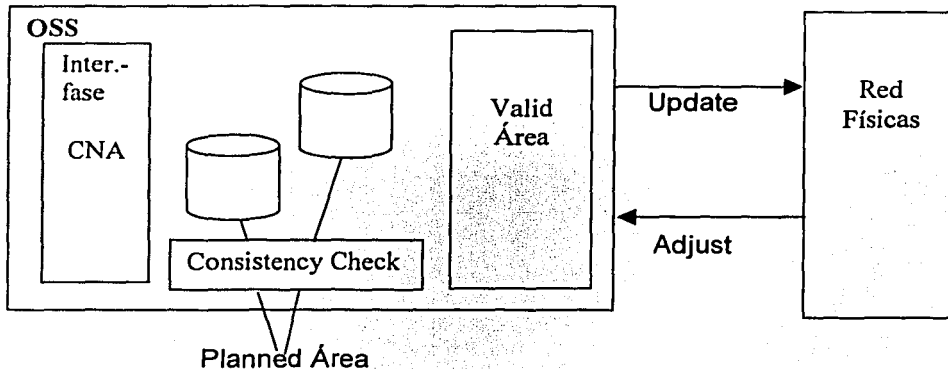 OSS
Inter.-
fase
CNA
Valid
Área
Update
Red
Físicas
Adjust
Consistency Check
Planned Área